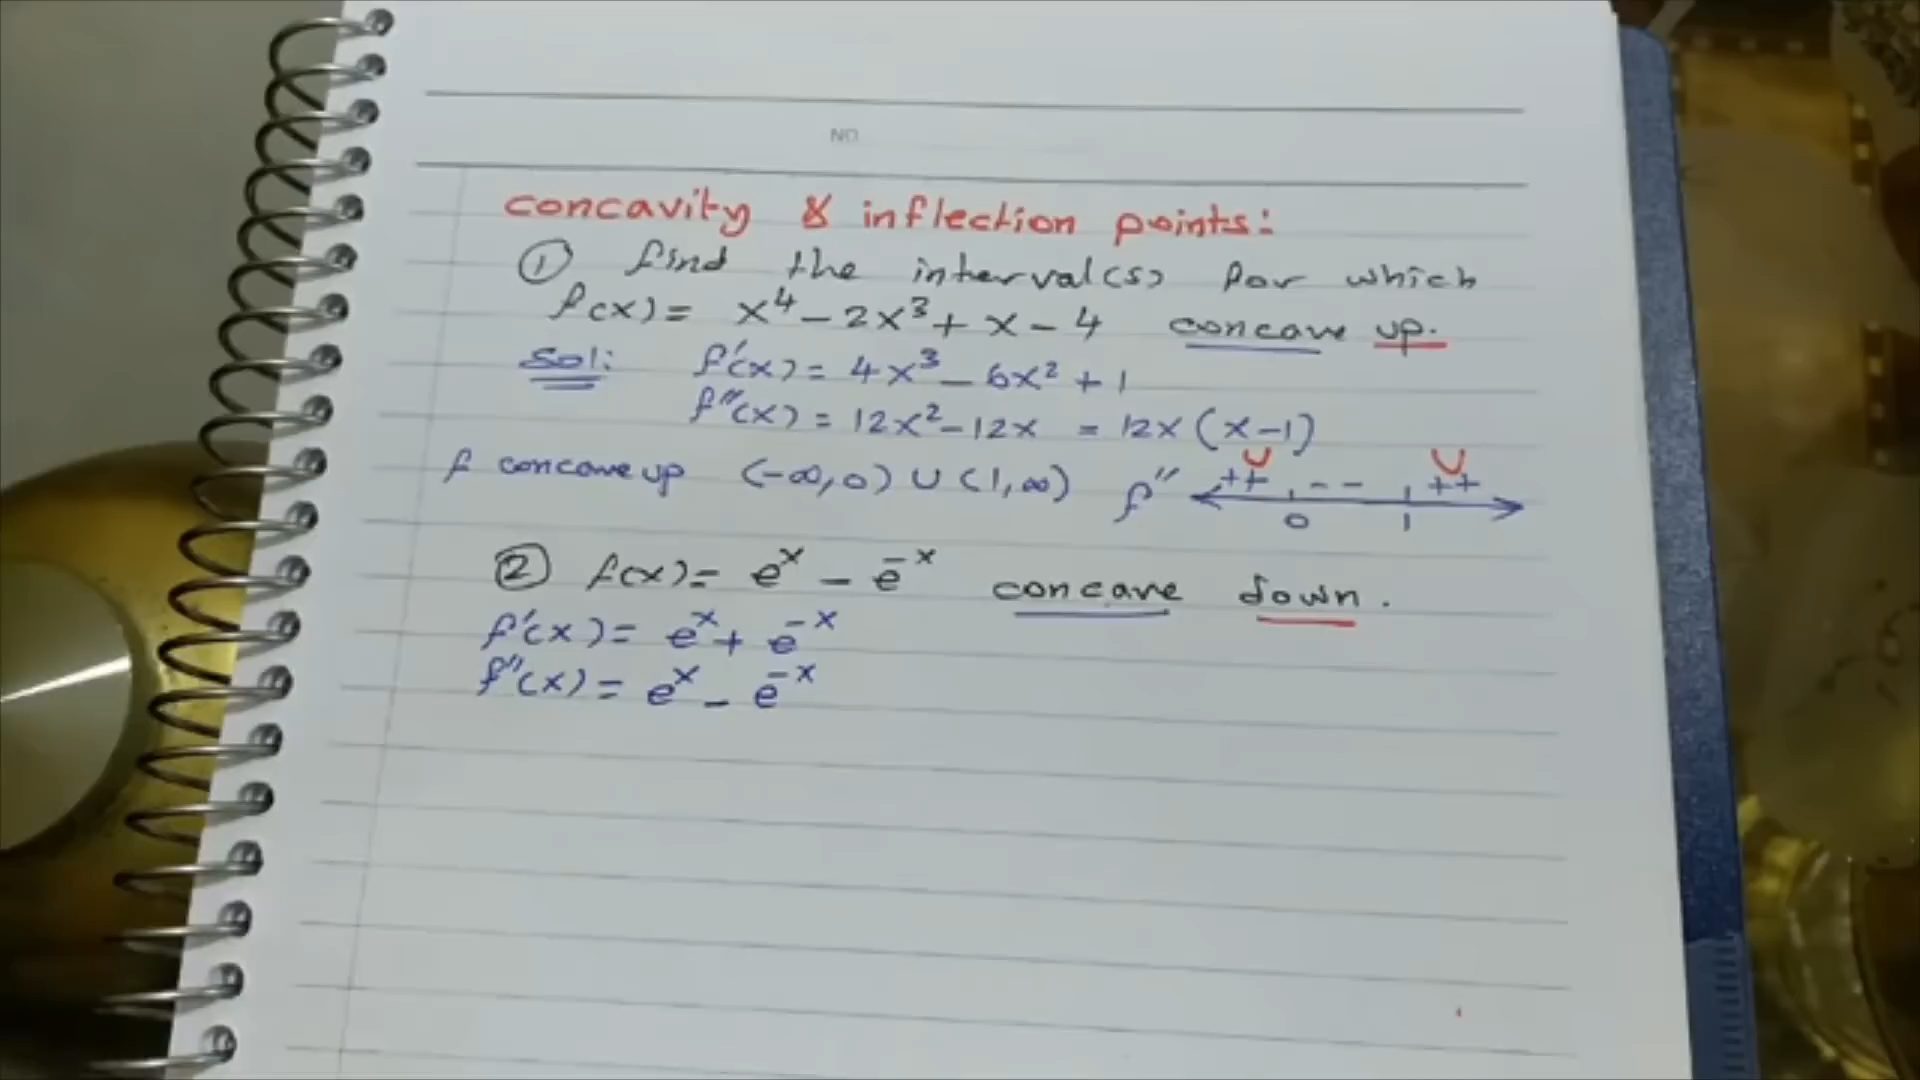 NO
concavity & inflection points:
① find the interval(s) for which
f(x) = x⁴ - 2x³ + x - 4 concave up.
Sol: f'(x) = 4x³ - 6x² + 1
f''(x) = 12x² - 12x = 12x (x-1)
f concave up (-∞,0) ∪ (1,∞) f'' ++ - - ++
0 1
② f(x) = eˣ - e⁻ˣ concave down.
f'(x) = eˣ + e⁻ˣ
f''(x) = eˣ - e⁻ˣ